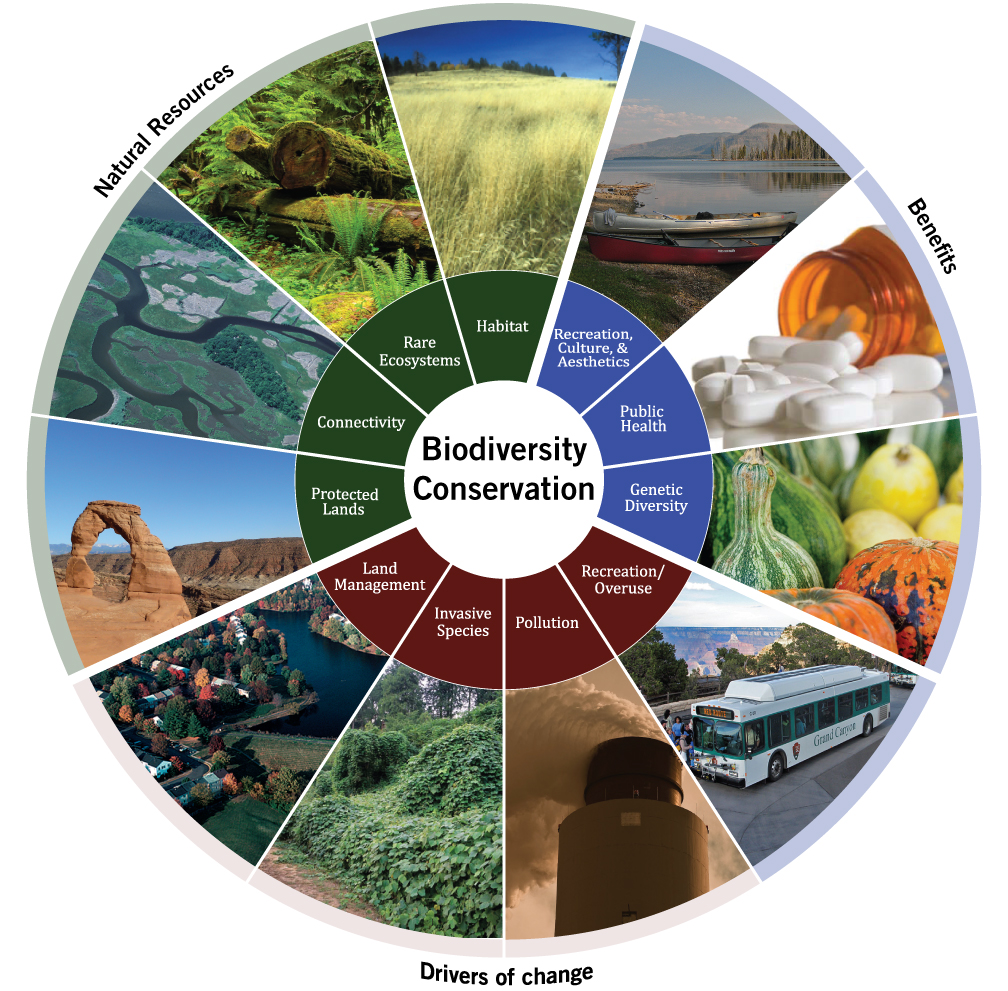 Natural Resources
Benefits
Drivers of change
Biodiversity
Conservation
Habitat
Recreation,
Culture, &
Aesthetics
Public
Health
Genetic
Diversity
Recreation/
Overuse
Pollution
Invasive
Species
Land
Management
Protected
Lands
Connectivity
Rare
Ecosystems
Grand Canyon